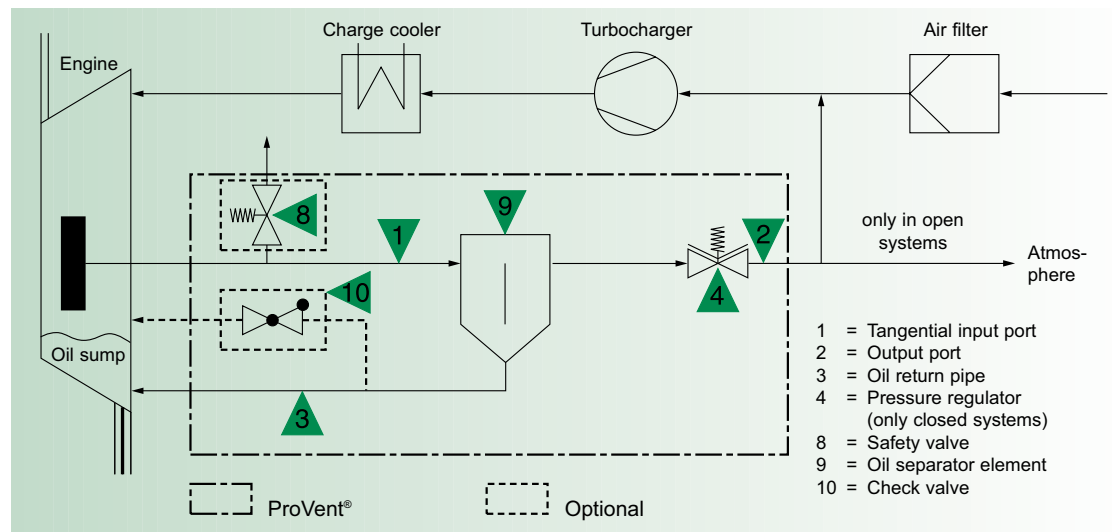 Charge cooler
Turbocharger
Air filter
Engine
8
9
1
2
only in open
systems
Atmos-
phere
10
4
Oil sump
3
1 = Tangential input port
2 = Output port
3 = Oil return pipe
4 = Pressure regulator
(only closed systems)
8 = Safety valve
9 = Oil separator element
10 = Check valve
ProVent®
Optional